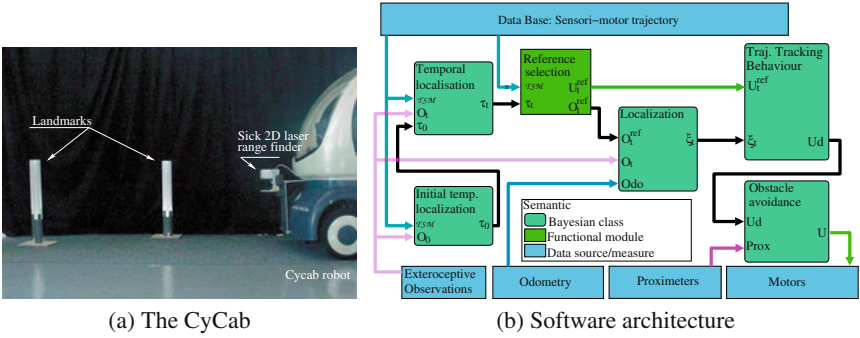 Landmarks
Sick 2D laser
range finder
Cycab robot
(a) The CyCab
Data Base: Sensori−motor trajectory
Temporal
localisation
TSM
O_t
τ_0
τ_t
Reference
selection
TSM
τ_t
U_t^ref
O_t^ref
Traj. Tracking
Behaviour
U_t^ref
ξ_t
Ud
Localization
O_t^ref
O_t
Odo
ξ_t
Initial temp.
localization
TSM
O_0
τ_0
Obstacle
avoidance
Ud
Prox
U
Semantic
Bayesian class
Functional module
Data source/measure
Exteroceptive
Observations
Odometry
Proximeters
Motors
(b) Software architecture